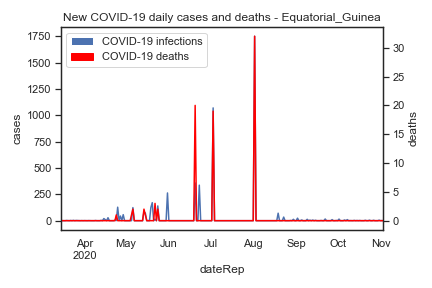 New COVID-19 daily cases and deaths - Equatorial_Guinea
COVID-19 infections
COVID-19 deaths
1750
1500
1250
1000
750
500
250
0
cases
30
25
20
15
10
5
0
deaths
Apr May Jun Jul Aug Sep Oct Nov
2020
dateRep